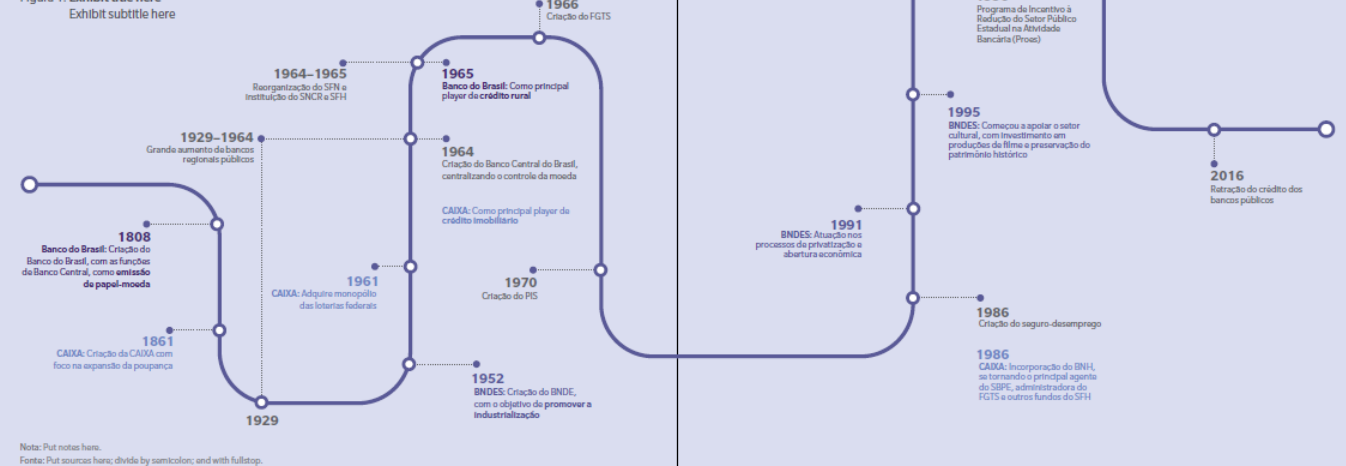 Exhibit subtitle here
1966
Criação do FGTS
1964–1965
Reorganização do SFN e
instituição do SNCR e SFH
1965
Banco do Brasil: Como principal
player de crédito rural
1929–1964
Grande aumento de bancos
regionais públicos
1964
Criação do Banco Central do Brasil,
centralizando o controle da moeda
CAIXA: Como principal player de
crédito imobiliário
1808
Banco do Brasil: Criação do
Banco do Brasil, com as funções
de Banco Central, como emissão
de papel-moeda
1961
CAIXA: Adquire monopólio
das loterias federais
1970
Criação do PIS
1861
CAIXA: Criação da CAIXA com
foco na expansão da poupança
1952
BNDES: Criação do BNDE,
com o objetivo de promover a
industrialização
1929
Nota: Put notes here.
Fonte: Put sources here; divide by semicolon; end with fullstop.
Programa de Incentivo à
Redução do Setor Público
Estadual na Atividade
Bancária (Proes)
1995
BNDES: Começou a apoiar o setor
cultural, com investimento em
produções de filme e preservação do
patrimônio histórico
1991
BNDES: Atuação nos
processos de privatização e
abertura econômica
1986
Criação do seguro-desemprego
1986
CAIXA: Incorporação do BNH,
se tornando o principal agente
do SBPE, administradora do
FGTS e outros fundos do SFH
2016
Retração do crédito dos
bancos públicos